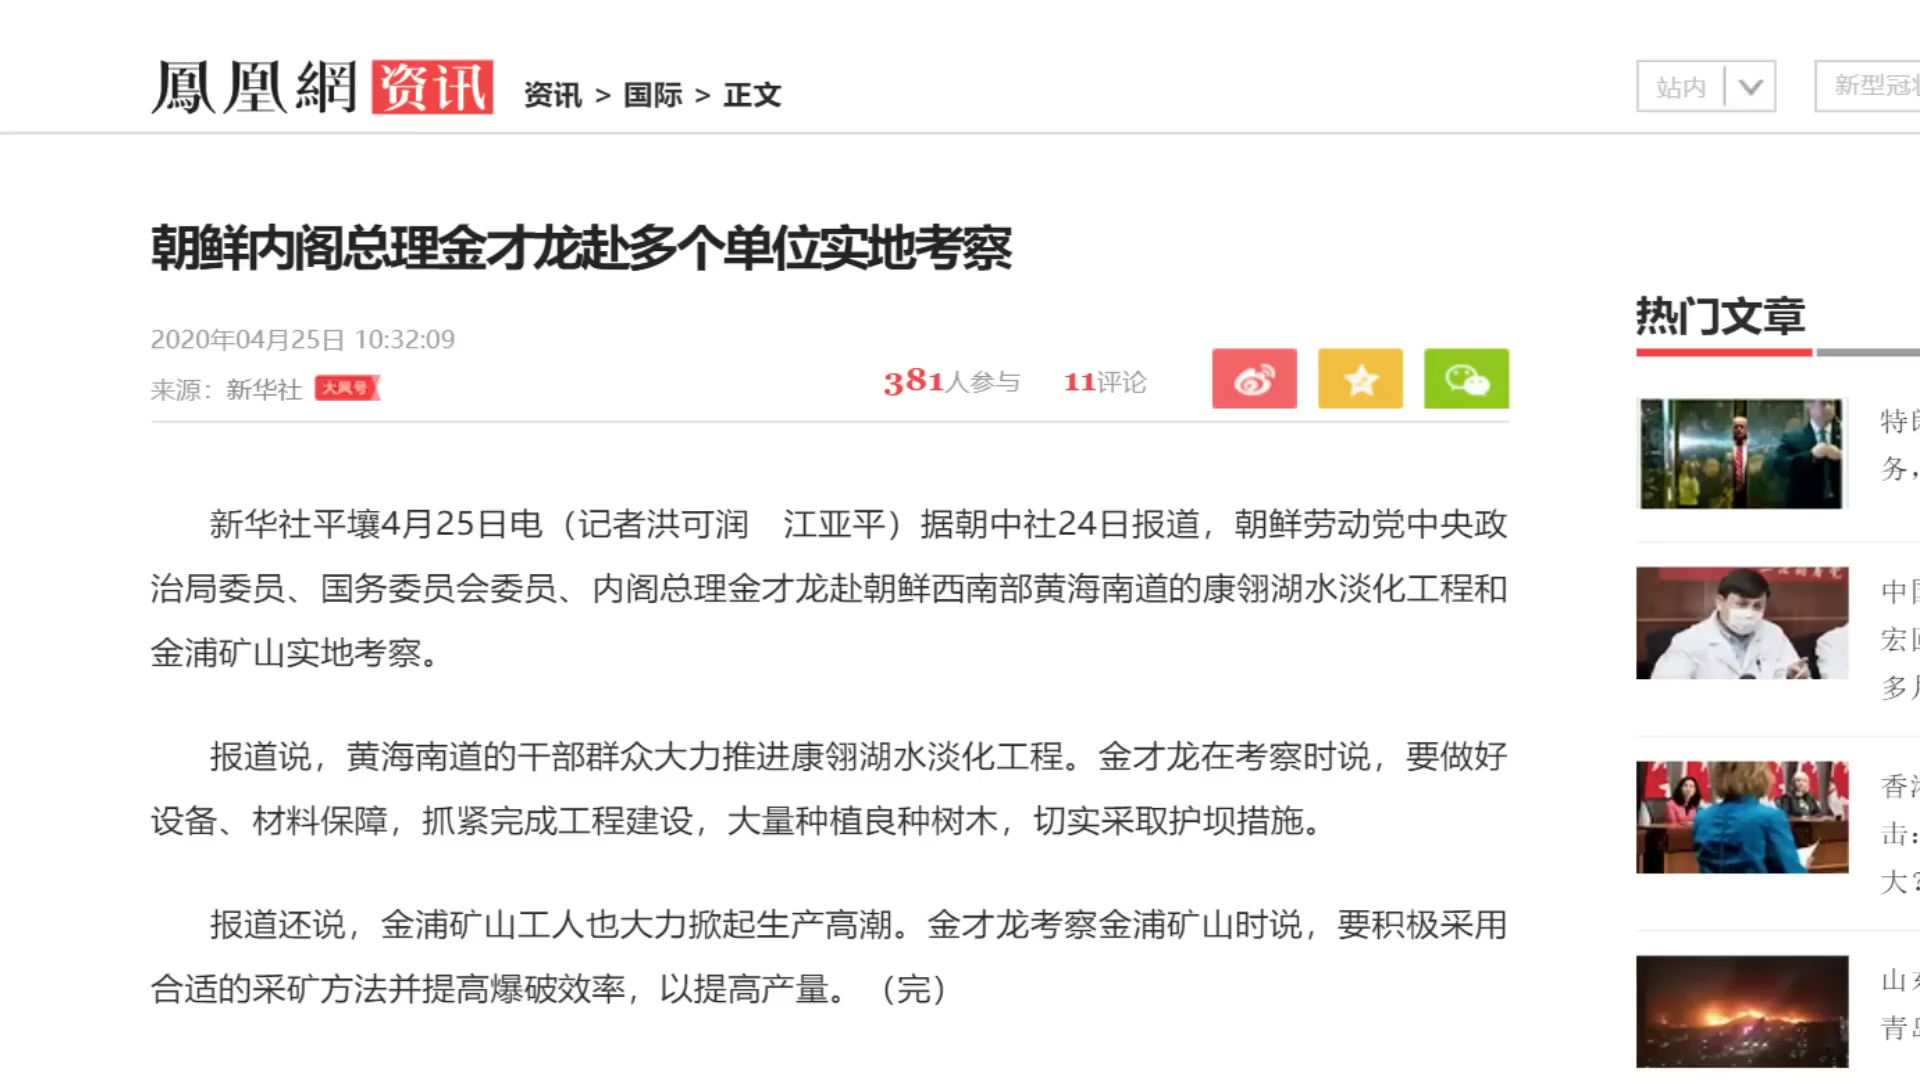 鳳凰網 资讯 资讯 > 国际 > 正文
站内
新型冠
朝鲜内阁总理金才龙赴多个单位实地考察
2020年04月25日 10:32:09
来源：新华社 大风号
381人参与 11评论
新华社平壤4月25日电（记者洪可润　江亚平）据朝中社24日报道，朝鲜劳动党中央政
治局委员、国务委员会委员、内阁总理金才龙赴朝鲜西南部黄海南道的康翎湖水淡化工程和
金浦矿山实地考察。
报道说，黄海南道的干部群众大力推进康翎湖水淡化工程。金才龙在考察时说，要做好
设备、材料保障，抓紧完成工程建设，大量种植良种树木，切实采取护坝措施。
报道还说，金浦矿山工人也大力掀起生产高潮。金才龙考察金浦矿山时说，要积极采用
合适的采矿方法并提高爆破效率，以提高产量。（完）
热门文章
特
务，
中
宏
多
香
击：
大？
山
青